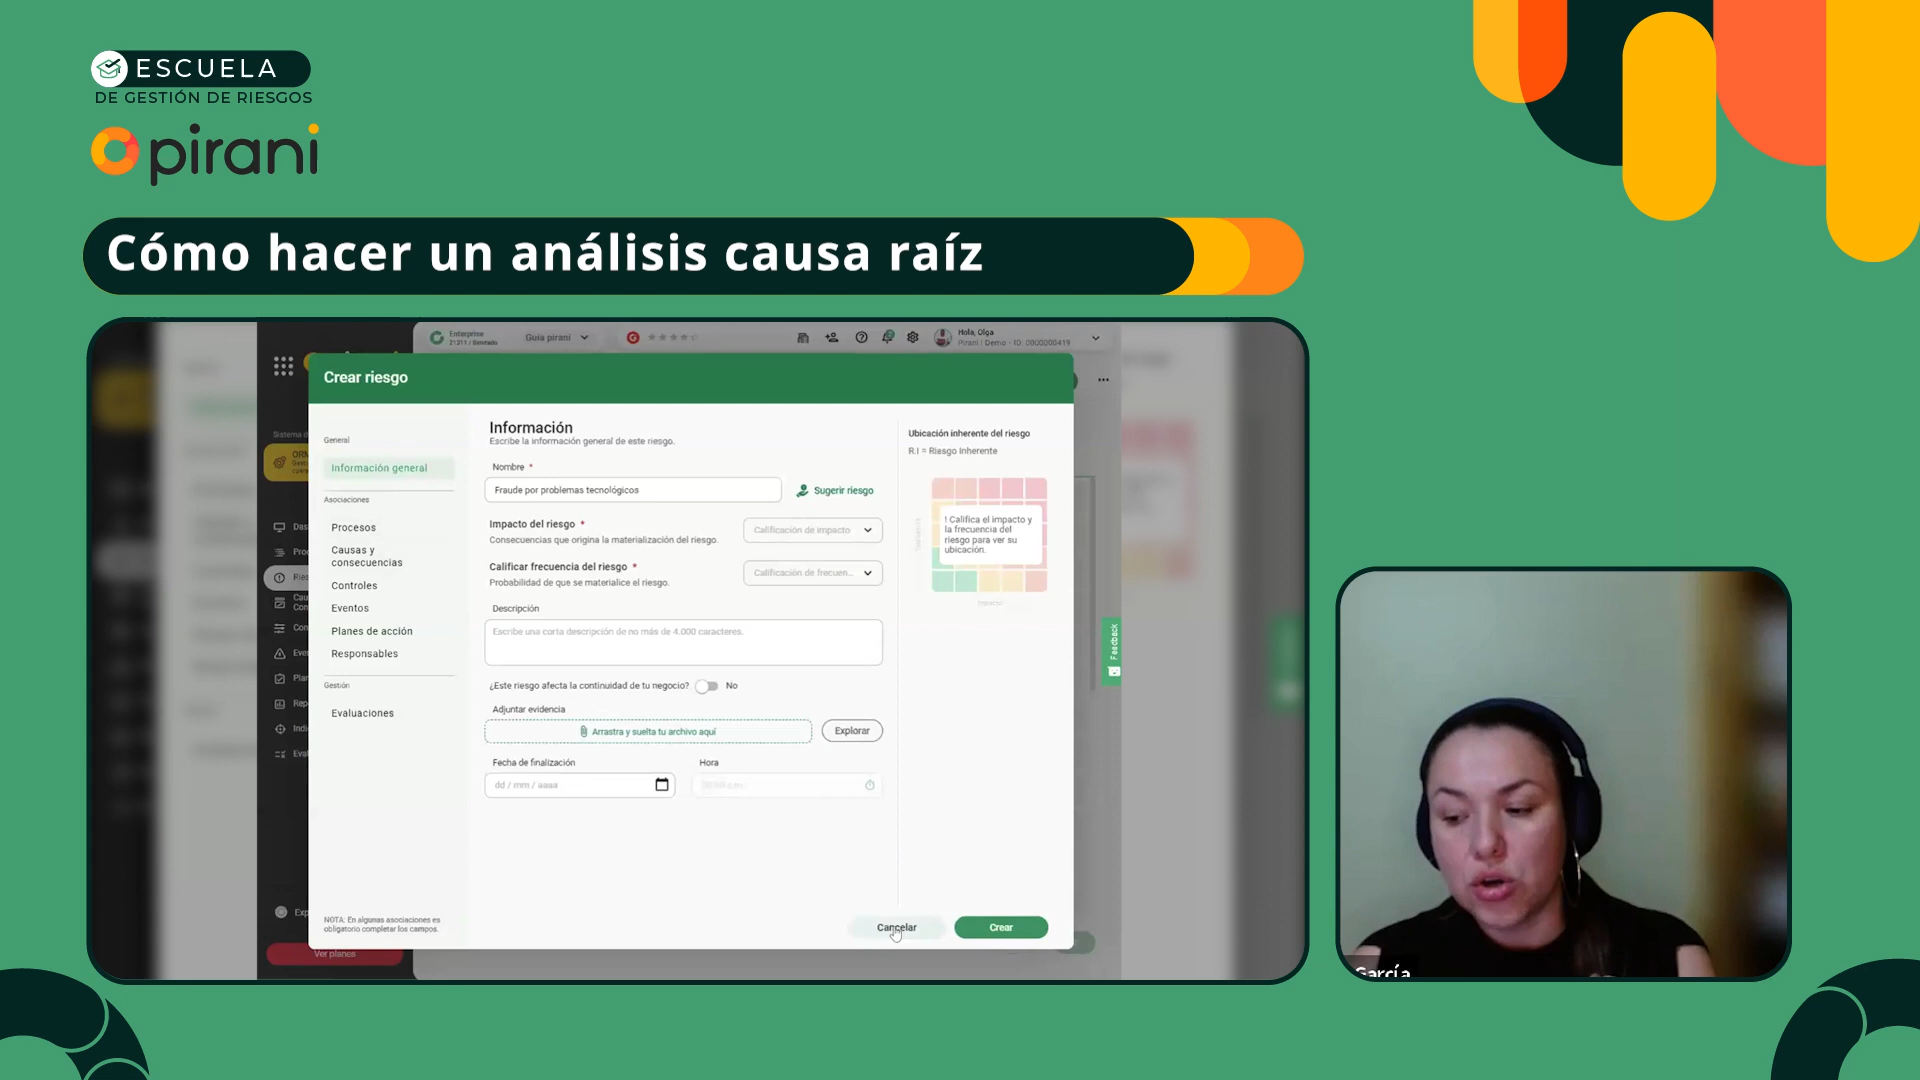 ESCUELA
DE GESTIÓN DE RIESGOS
pirani
Cómo hacer un análisis causa raíz
Enterprise
Guía pirani
Hola, Olga
Pirani | Demo - ID: 0000000419
Crear riesgo
General
Información general
Asociaciones
Procesos
Causas y
consecuencias
Controles
Eventos
Planes de acción
Responsables
Gestión
Evaluaciones
NOTA: En algunas asociaciones es
obligatorio completar los campos.
Información
Escribe la información general de este riesgo.
Nombre *
Fraude por problemas tecnológicos
Sugerir riesgo
Impacto del riesgo *
Consecuencias que origina la materialización del riesgo.
Calificación de impacto
Calificar frecuencia del riesgo *
Probabilidad de que se materialice el riesgo.
Calificación de frecuen...
Descripción
Escribe una corta descripción de no más de 4.000 caracteres.
¿Este riesgo afecta la continuidad de tu negocio?
No
Adjuntar evidencia
Arrastra y suelta tu archivo aquí
Explorar
Fecha de finalización
Hora
dd / mm / aaaa
Ubicación inherente del riesgo
R.I = Riesgo Inherente
! Califica el impacto y
la frecuencia del
riesgo para ver su
ubicación.
Impacto
Cancelar
Crear
Feedback
Ver planes
García